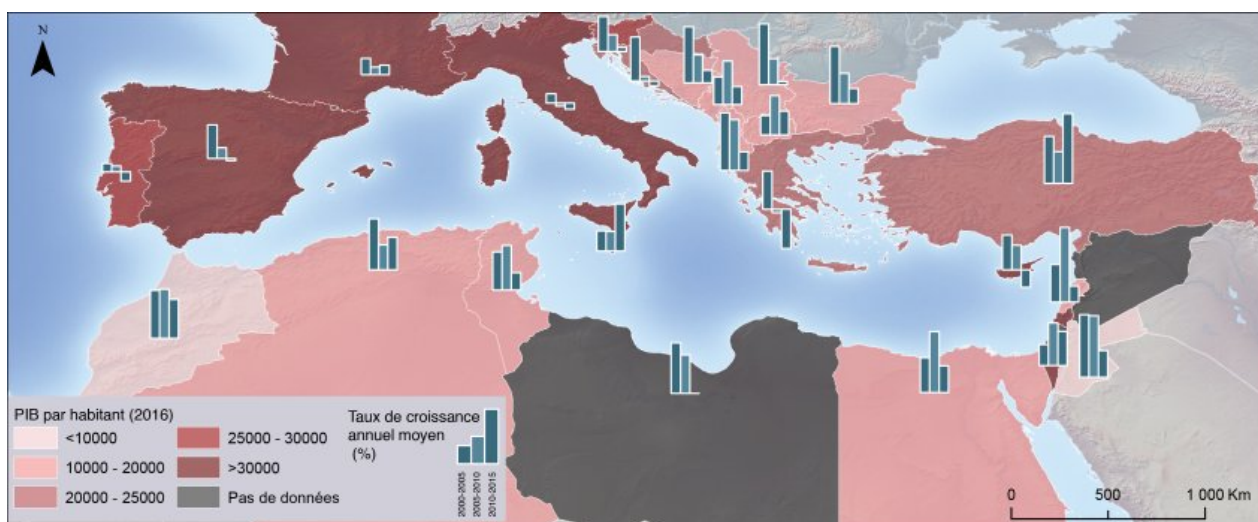 N
PIB par habitant (2016)
<10000
10000 - 20000
20000 - 25000
25000 - 30000
>30000
Pas de données
Taux de croissance
annuel moyen
(%)
2000-2005
2005-2010
2010-2015
0 500 1 000 Km